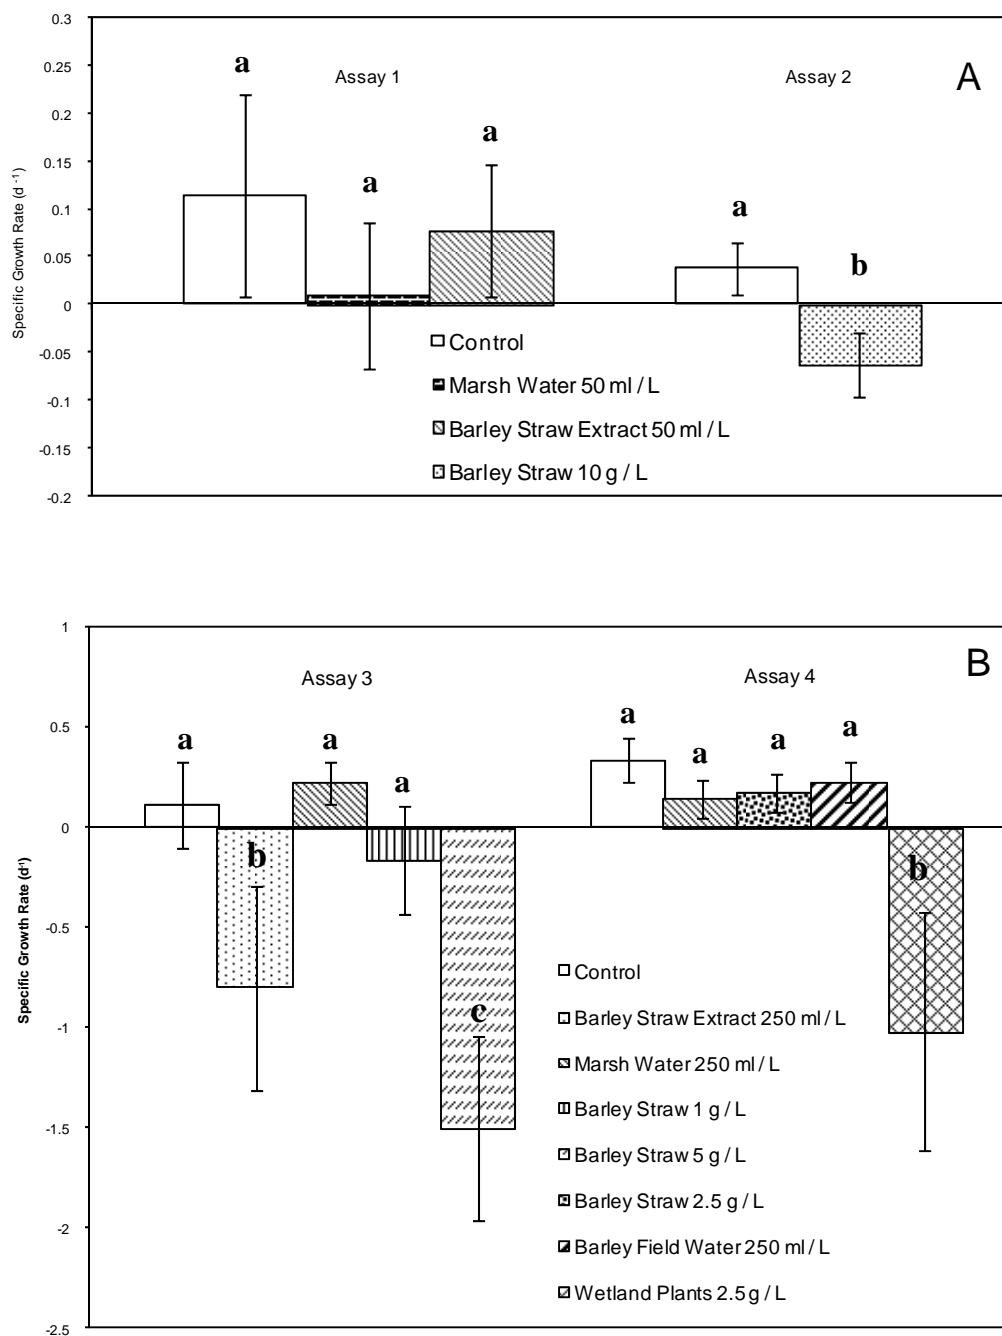 0.3
A
a
Assay 1
Assay 2
0.25
0.2
a
a
a
0.15
0.1
0.05
b
0
-0.05
-0.1
-0.15
-0.2
Specific Growth Rate (d⁻¹)
Control
Marsh Water 50 ml / L
Barley Straw Extract 50 ml / L
Barley Straw 10 g / L
1
B
Assay 3
Assay 4
0.5
a
a
a
a
a
a
a
0
b
b
-0.5
-1
c
-1.5
-2
-2.5
Specific Growth Rate (d⁻¹)
Control
Barley Straw Extract 250 ml / L
Marsh Water 250 ml / L
Barley Straw 1 g / L
Barley Straw 5 g / L
Barley Straw 2.5 g / L
Barley Field Water 250 ml / L
Wetland Plants 2.5 g / L